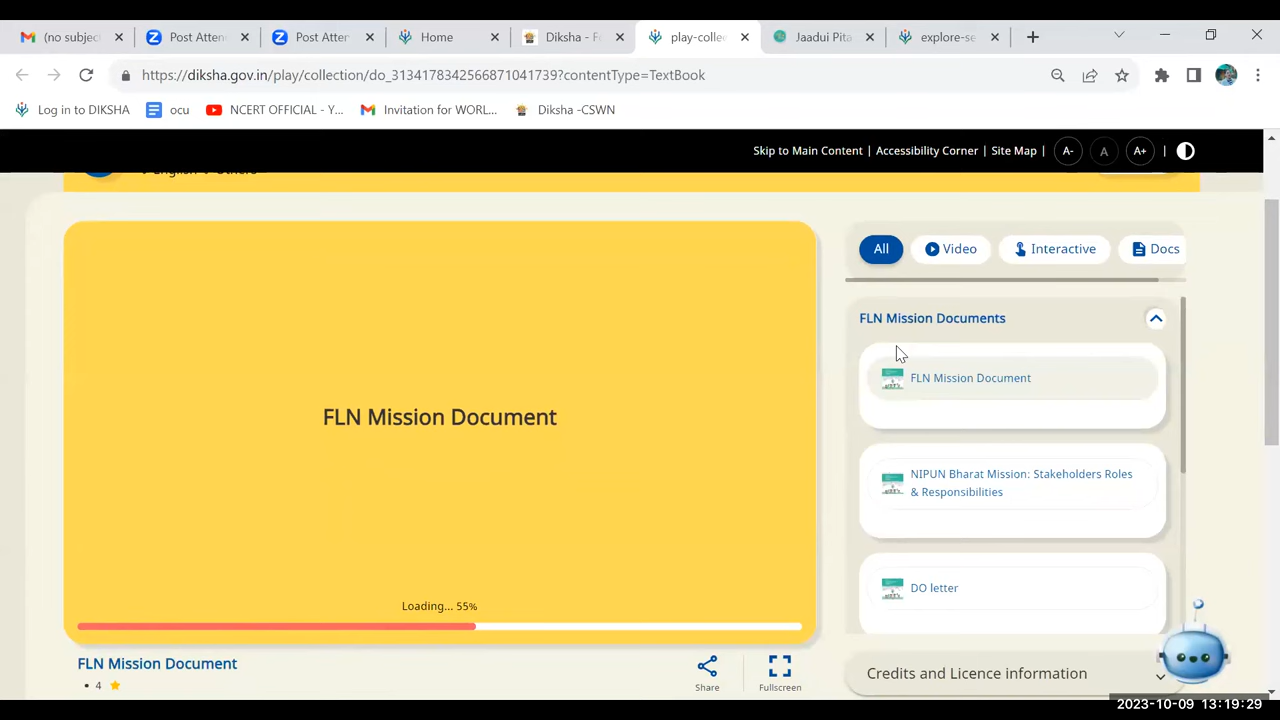 (no subjec
Post Atten
Post Atten
Home
Diksha - F
play-colle
Jaadui Pita
explore-se
https://diksha.gov.in/play/collection/do_3134178342566871041739?contentType=TextBook
Log in to DIKSHA
ocu
NCERT OFFICIAL - Y...
Invitation for WORL...
Diksha -CSWN
Skip to Main Content | Accessibility Corner | Site Map | A- A A+ |
English
Others
FLN Mission Document
Loading... 55%
FLN Mission Document
4
Share
Fullscreen
All
Video
Interactive
Docs
FLN Mission Documents
FLN Mission Document
NIPUN Bharat Mission: Stakeholders Roles
& Responsibilities
DO letter
Credits and Licence information
2023-10-09 13:19:29